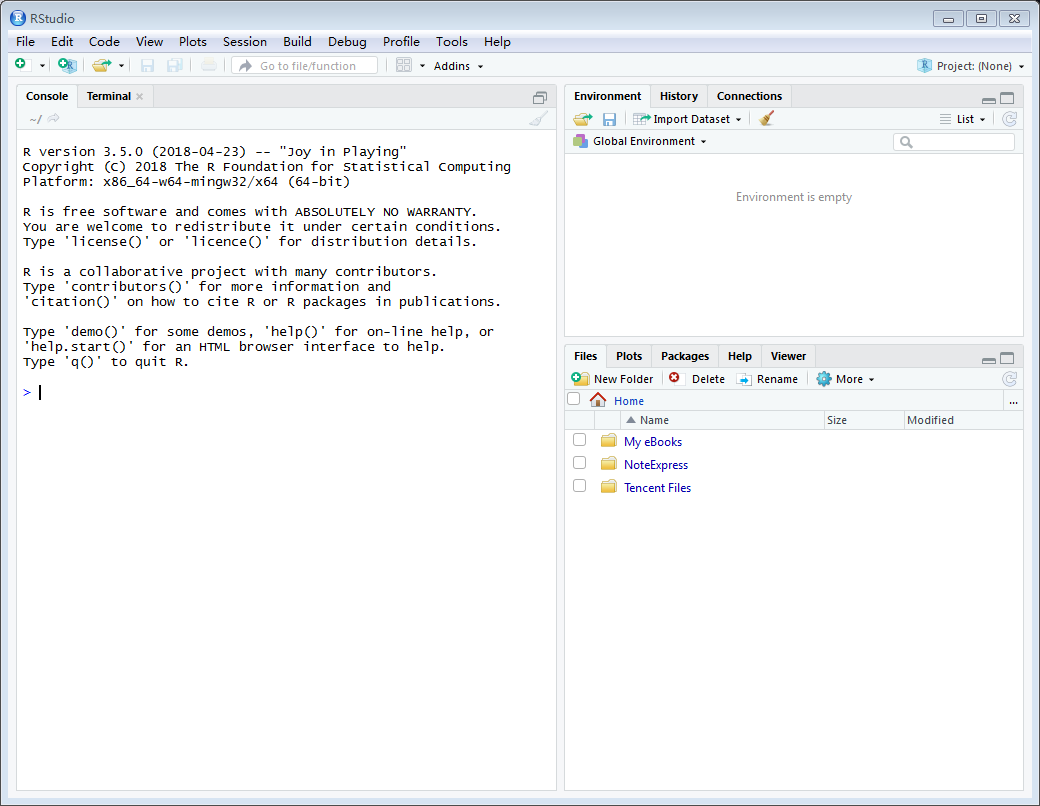 RStudio
File Edit Code View Plots Session Build Debug Profile Tools Help
Go to file/function Addins Project: (None)
Console Terminal
~/
R version 3.5.0 (2018-04-23) -- "Joy in Playing"
Copyright (C) 2018 The R Foundation for Statistical Computing
Platform: x86_64-w64-mingw32/x64 (64-bit)
R is free software and comes with ABSOLUTELY NO WARRANTY.
You are welcome to redistribute it under certain conditions.
Type 'license()' or 'licence()' for distribution details.
R is a collaborative project with many contributors.
Type 'contributors()' for more information and
'citation()' on how to cite R or R packages in publications.
Type 'demo()' for some demos, 'help()' for on-line help, or
'help.start()' for an HTML browser interface to help.
Type 'q()' to quit R.
>
Environment History Connections
Import Dataset List
Global Environment
Environment is empty
Files Plots Packages Help Viewer
New Folder Delete Rename More
Home ...
Name Size Modified
My eBooks
NoteExpress
Tencent Files